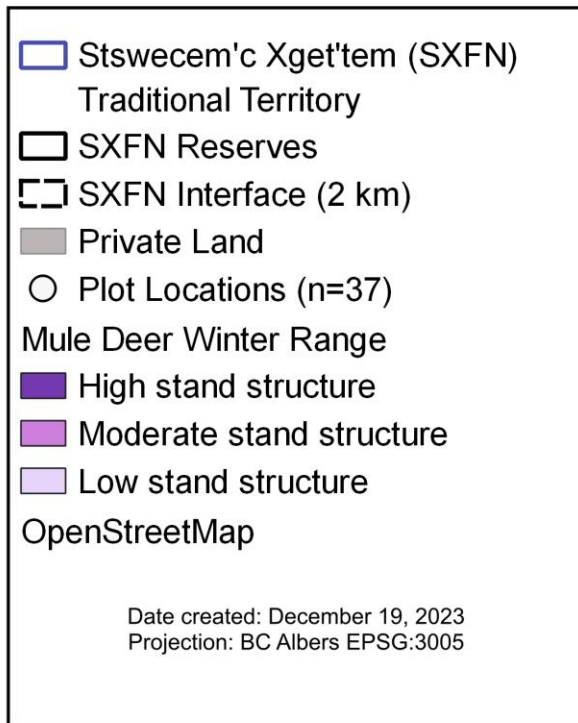 Stswecem'c Xget'tem (SXFN)
Traditional Territory
SXFN Reserves
SXFN Interface (2 km)
Private Land
Plot Locations (n=37)
Mule Deer Winter Range
High stand structure
Moderate stand structure
Low stand structure
OpenStreetMap
Date created: December 19, 2023
Projection: BC Albers EPSG:3005